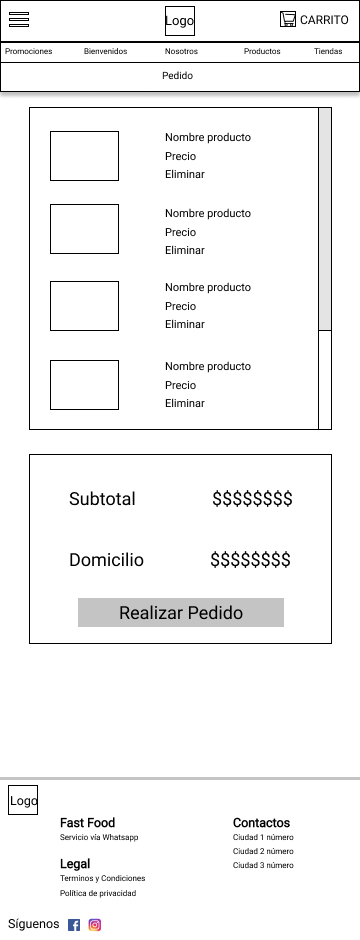 Logo
CARRITO
Promociones Bienvenidos Nosotros Productos Tiendas
Pedido
Nombre producto
Precio
Eliminar
Nombre producto
Precio
Eliminar
Nombre producto
Precio
Eliminar
Nombre producto
Precio
Eliminar
Subtotal $$$$$$$$
Domicilio $$$$$$$$
Realizar Pedido
Logo
Fast Food
Servicio vía Whatsapp
Legal
Terminos y Condiciones
Política de privacidad
Contactos
Ciudad 1 número
Ciudad 2 número
Ciudad 3 número
Síguenos